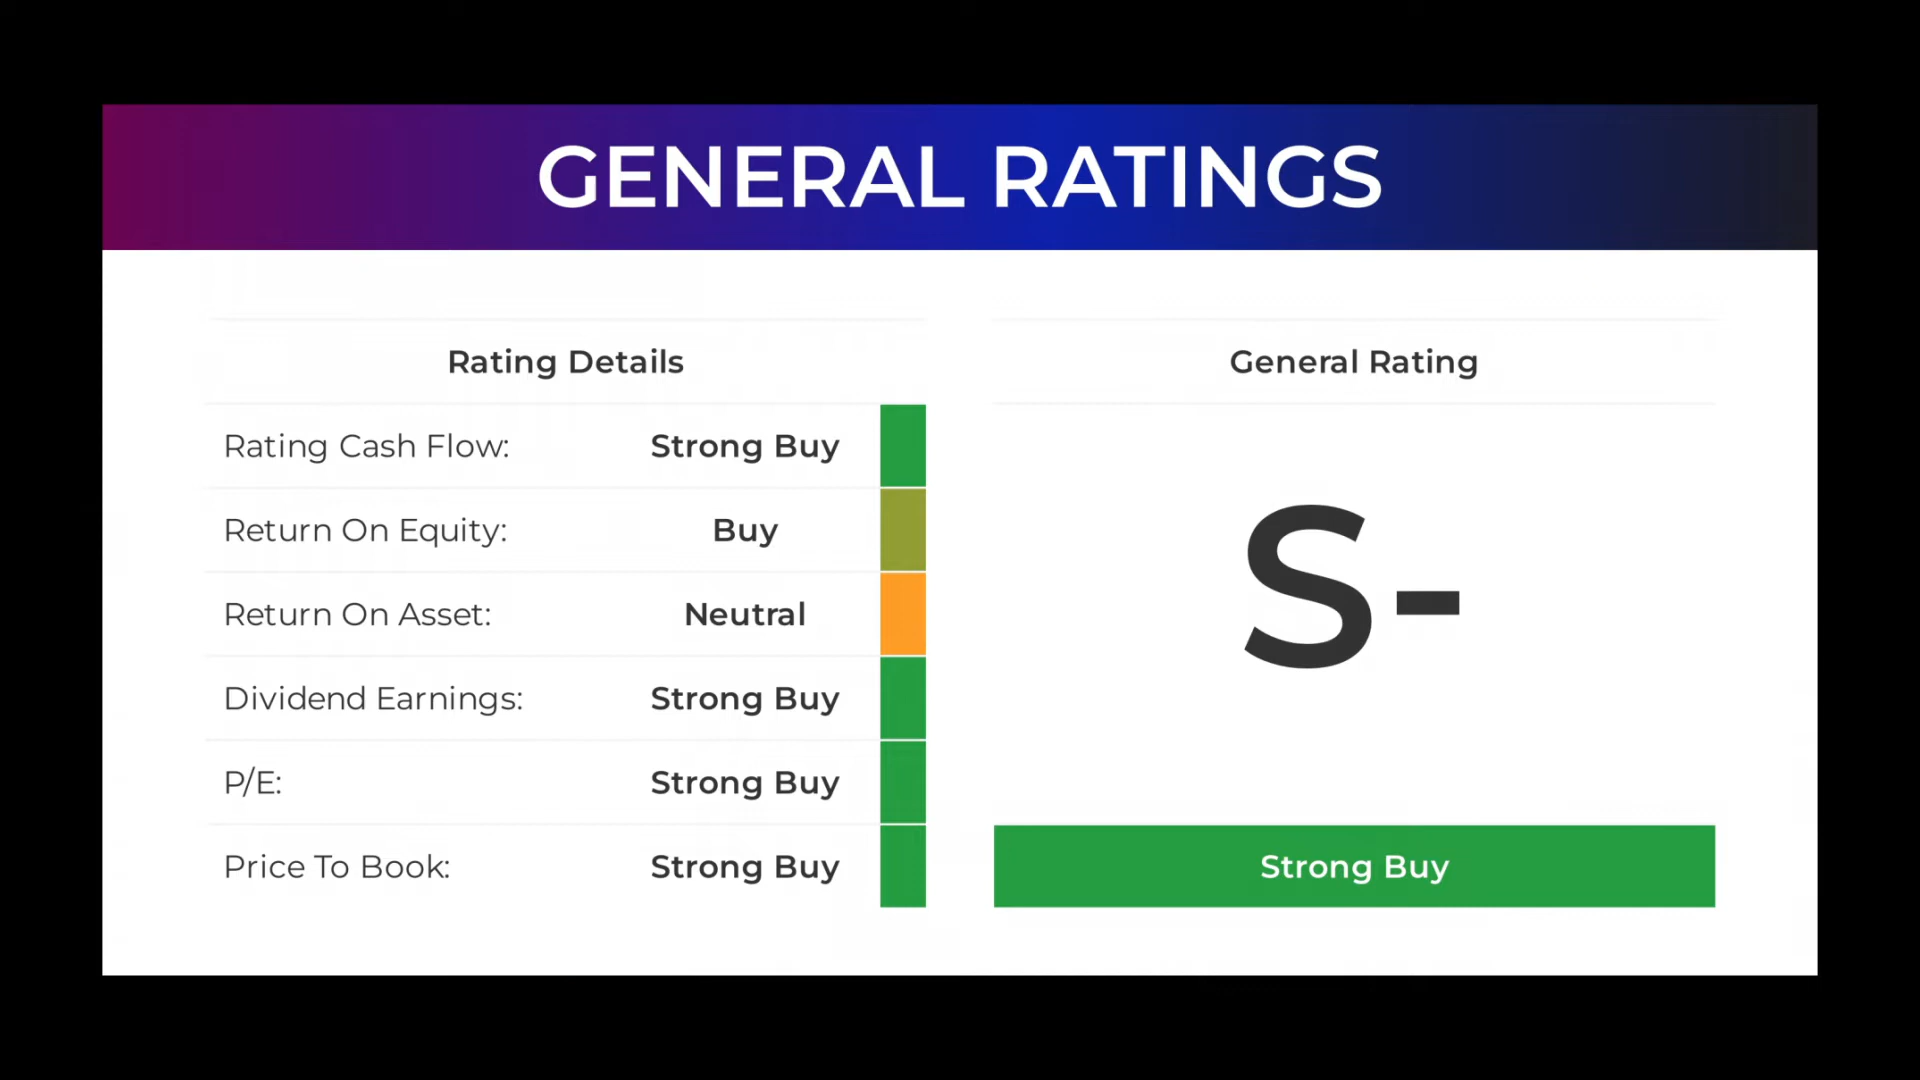 GENERAL RATINGS
Rating Details
Rating Cash Flow: Strong Buy
Return On Equity: Buy
Return On Asset: Neutral
Dividend Earnings: Strong Buy
P/E: Strong Buy
Price To Book: Strong Buy
General Rating
S-
Strong Buy